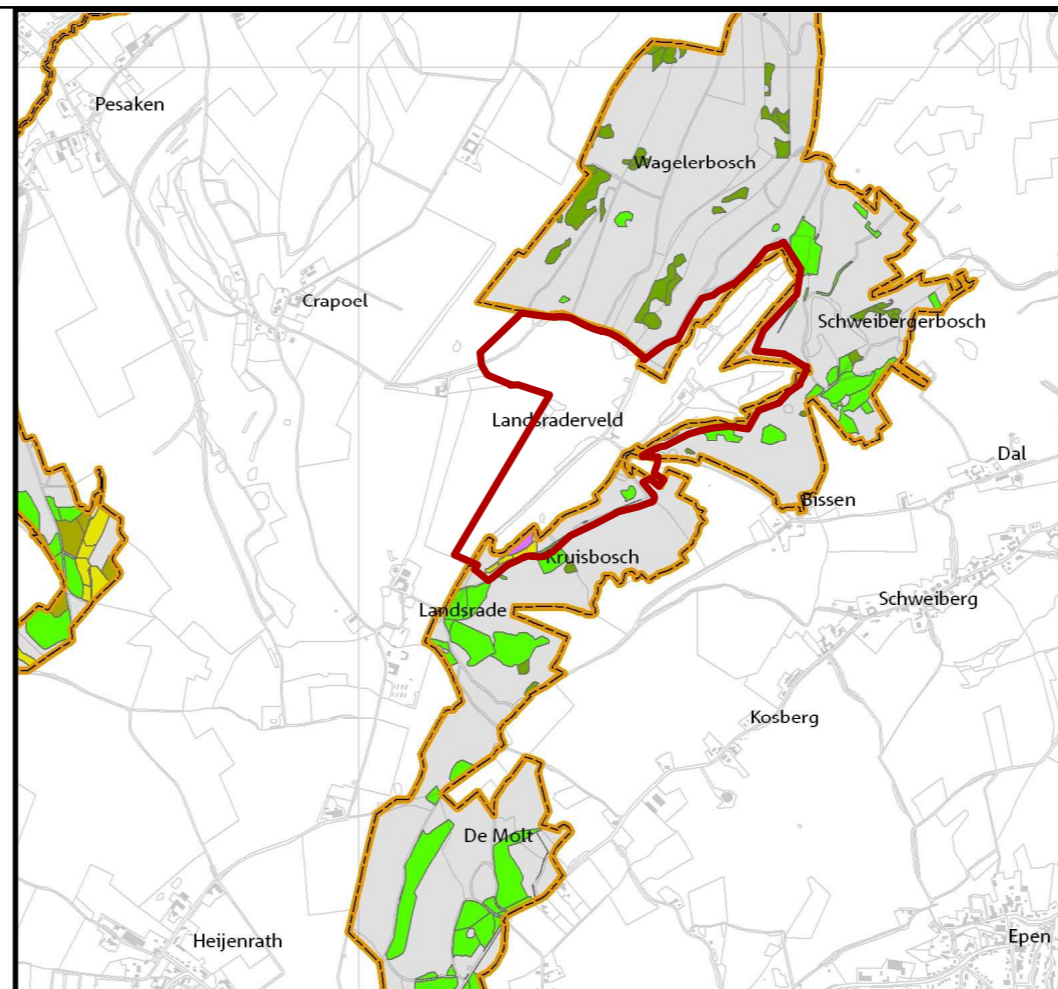 Pesaken
Wagelerbosch
Crapoel
Schweibergerbosch
Landsraderveld
Dal
Bissen
Kruisbosch
Schweiberg
Landsrade
Kosberg
De Molt
Heijenrath
Epen